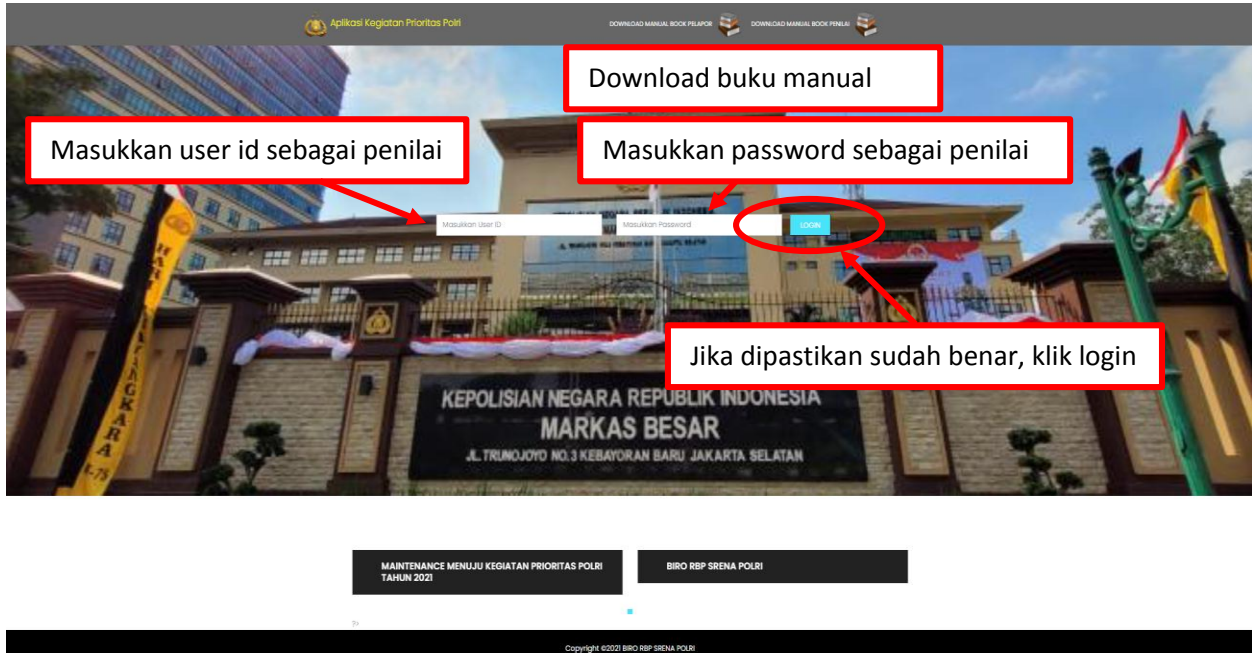 Aplikasi Kegiatan Prioritas Polri
DOWNLOAD MANUAL BOOK PELAPOR
DOWNLOAD MANUAL BOOK PENILAI
Download buku manual
Masukkan user id sebagai penilai
Masukkan password sebagai penilai
Masukkan User ID
Masukkan Password
LOGIN
Jika dipastikan sudah benar, klik login
KEPOLISIAN NEGARA REPUBLIK INDONESIA
MARKAS BESAR
JL. TRUNOJOYO NO. 3 KEBAYORAN BARU JAKARTA SELATAN
MAINTENANCE MENUJU KEGIATAN PRIORITAS POLRI
TAHUN 2021
BIRO RBP SRENA POLRI
Copyright ©2021 BIRO RBP SRENA POLRI